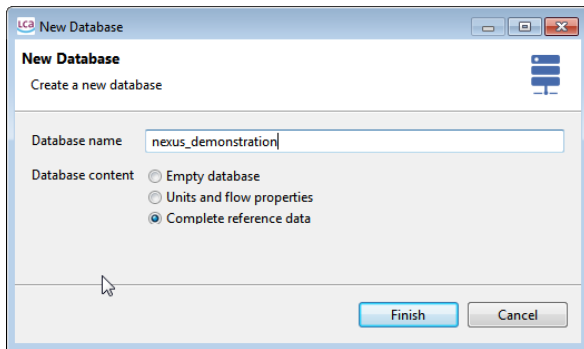 LCA New Database
New Database
Create a new database
Database name nexus_demonstration
Database content Empty database
Units and flow properties
Complete reference data
Finish Cancel